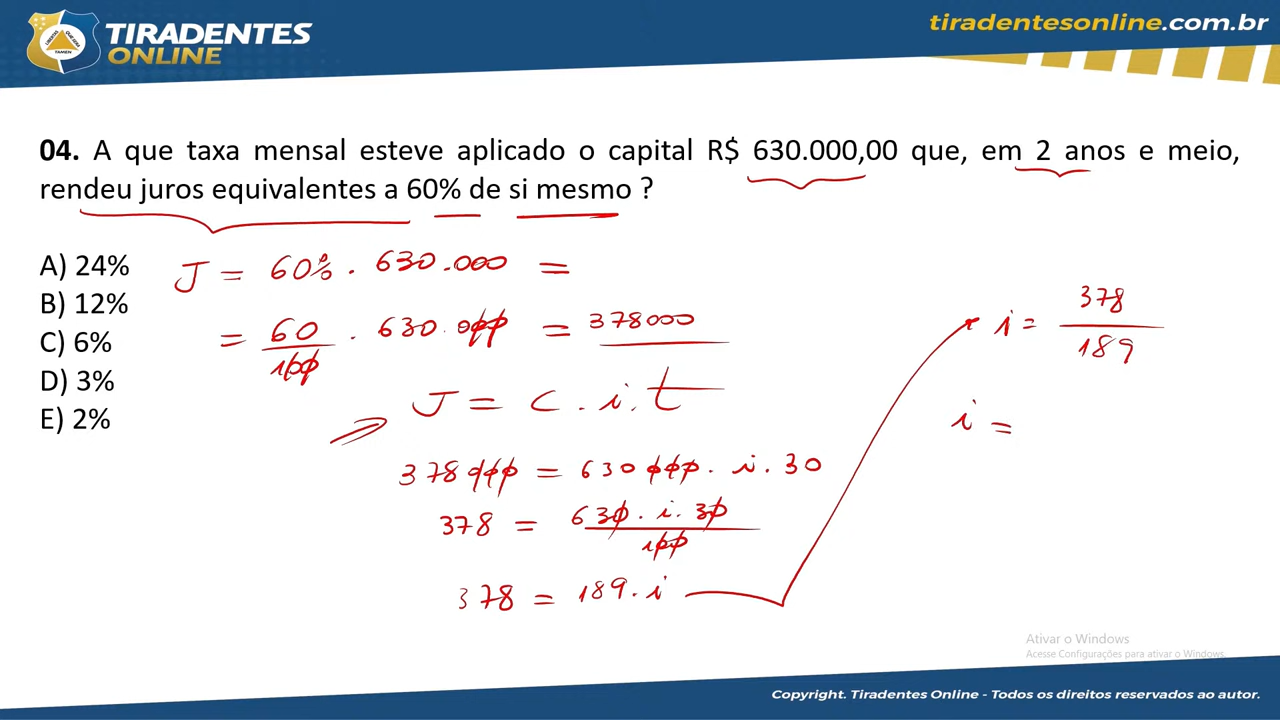 TIRADENTES
ONLINE
tiradentesonline.com.br
04. A que taxa mensal esteve aplicado o capital R$ 630.000,00 que, em 2 anos e meio,
rendeu juros equivalentes a 60% de si mesmo ?
A) 24%
B) 12%
C) 6%
D) 3%
E) 2%
J = 60% . 630.000 =
= 60/100 . 630.000 = 378000
J = C . i . t
378000 = 630000 . i . 30
378 = 630 . i . 30 / 100
378 = 189 . i
i = 378/189
i =
Ativar o Windows
Acesse Configurações para ativar o Windows.
Copyright. Tiradentes Online - Todos os direitos reservados ao autor.